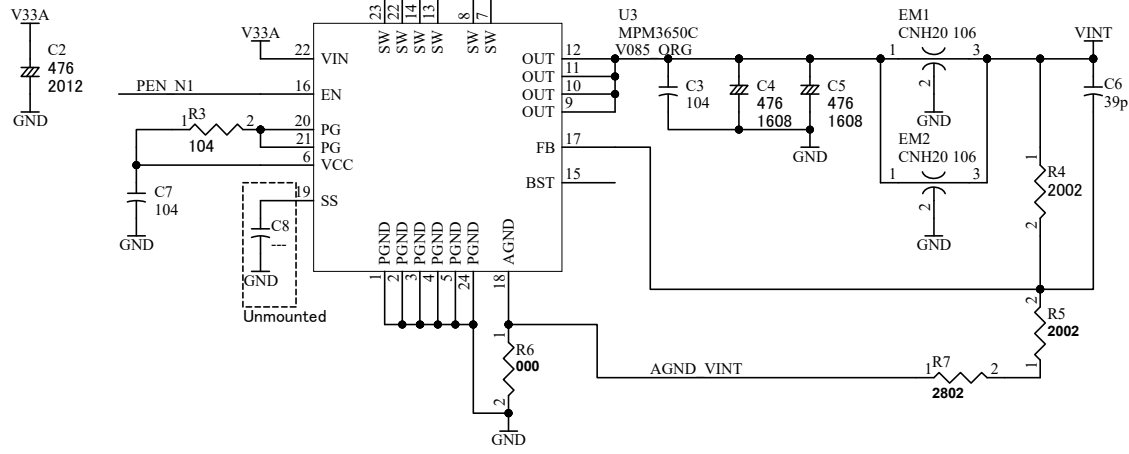 V33A
C2
476
2012
GND
PEN_N1
V33A
R3
1
2
104
C7
104
GND
C8
---
GND
Unmounted
23
22
14
13
8
7
SW
SW
SW
SW
SW
SW
22
VIN
16
EN
20
PG
21
PG
6
VCC
19
SS
PGND
PGND
PGND
PGND
PGND
PGND
AGND
1
2
3
4
5
24
18
U3
MPM3650C
V085_ORG
OUT
12
OUT
11
OUT
10
OUT
9
FB
17
BST
15
1
R6
000
2
GND
C3
104
C4
476
1608
C5
476
1608
GND
EM1
CNH20 106
1
3
2
GND
EM2
CNH20 106
1
3
2
GND
VINT
C6
39p
1
R4
2002
2
2
R5
2002
1
AGND_VINT
R7
1
2
2802